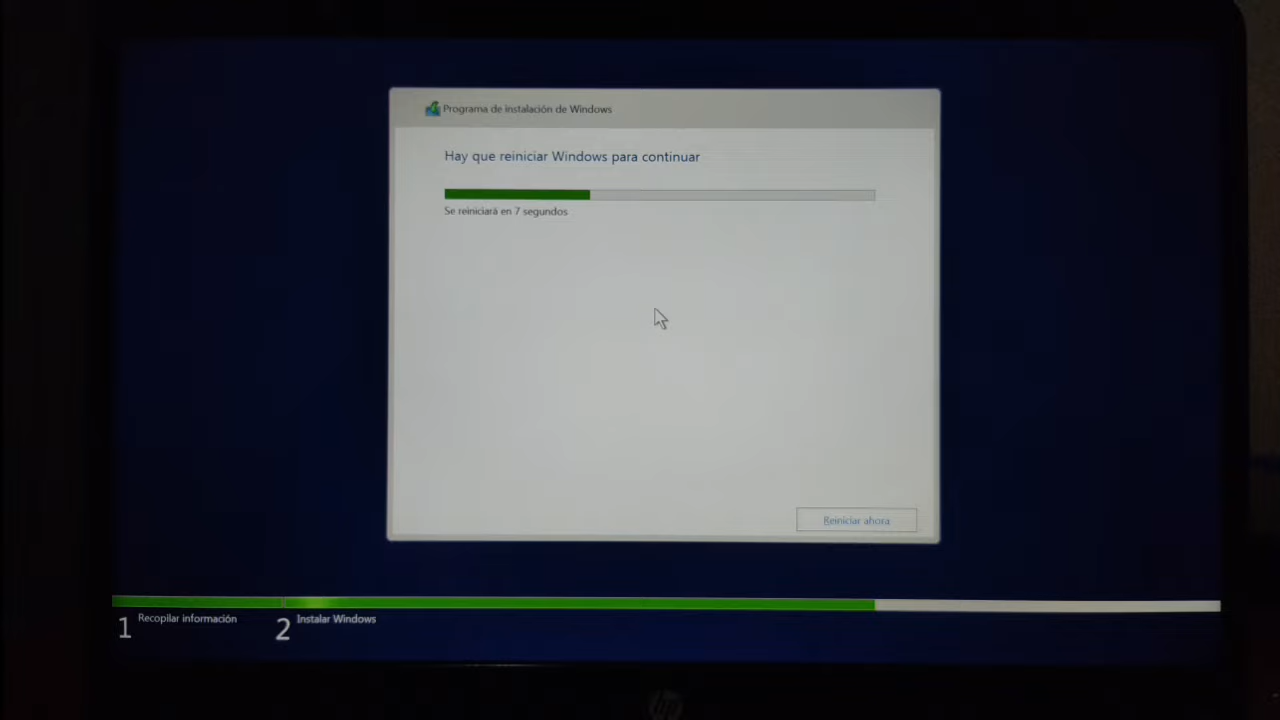 Programa de instalación de Windows
Hay que reiniciar Windows para continuar
Se reiniciará en 7 segundos
Reiniciar ahora
1 Recopilar información
2 Instalar Windows
hp